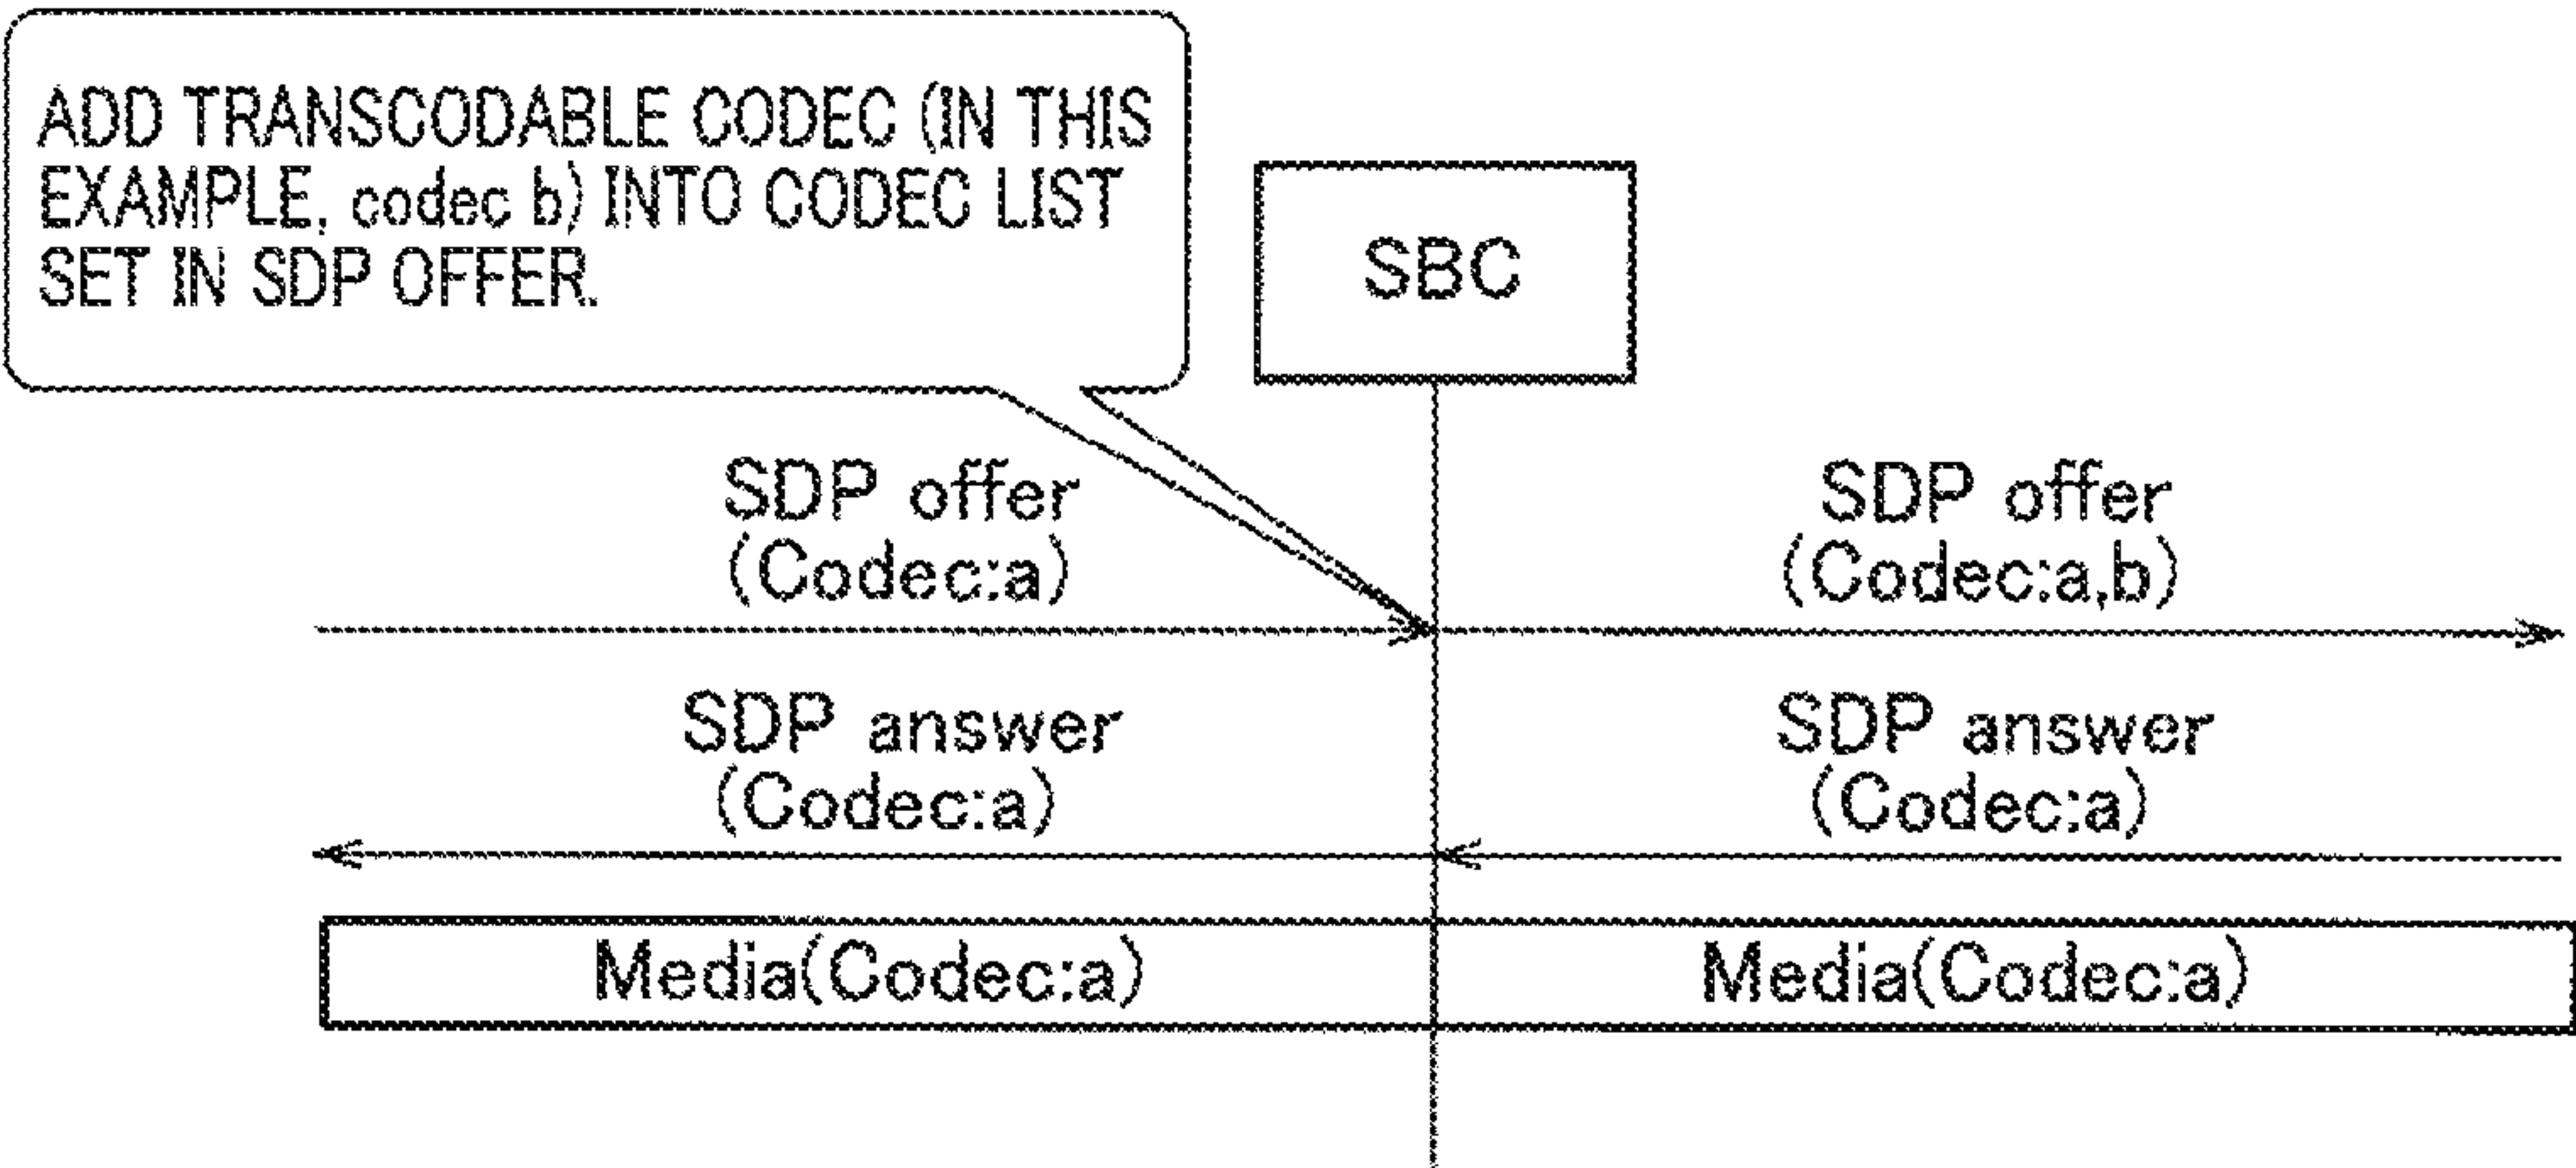 ADD TRANSCODABLE CODEC (IN THIS
EXAMPLE, codec b) INTO CODEC LIST
SET IN SDP OFFER.
SBC
SDP offer
(Codec:a)
SDP offer
(Codec:a,b)
SDP answer
(Codec:a)
SDP answer
(Codec:a)
Media(Codec:a)
Media(Codec:a)